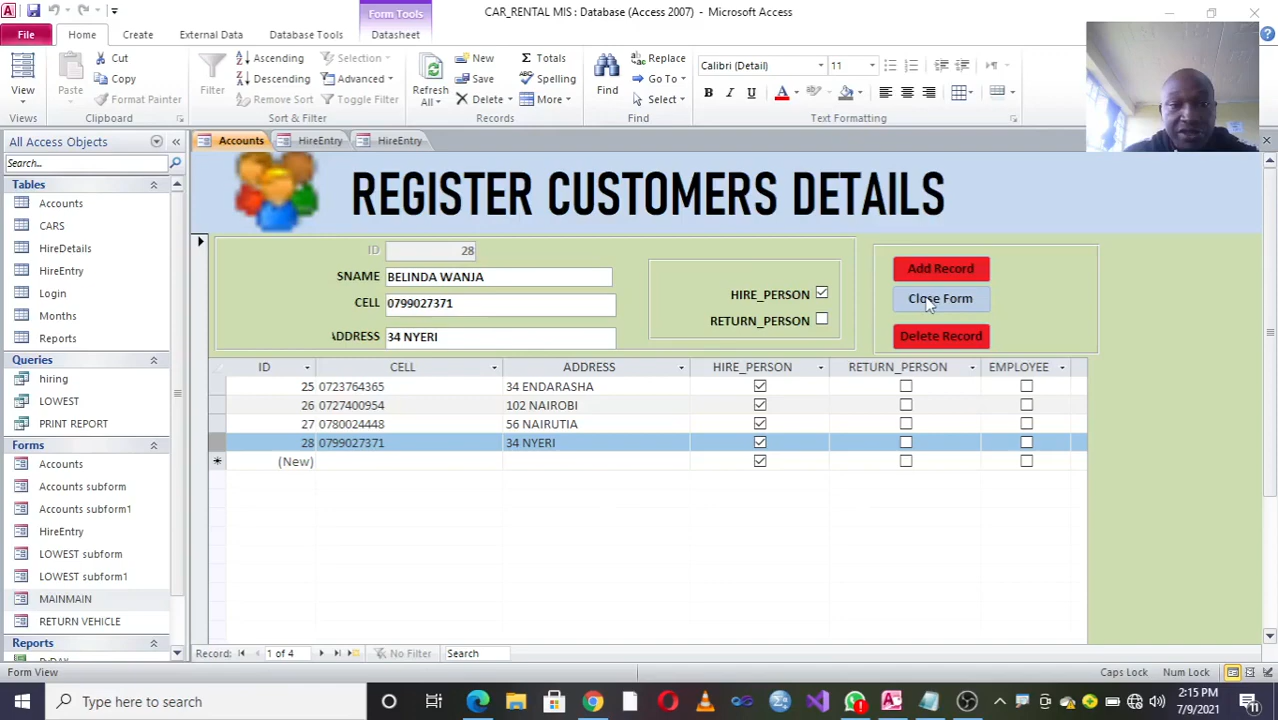 CAR_RENTAL MIS : Database (Access 2007) - Microsoft Access
Form Tools
File Home Create External Data Database Tools Datasheet
View
Paste
Cut
Copy
Format Painter
Clipboard
Filter
Ascending
Descending
Remove Sort
Selection
Advanced
Toggle Filter
Sort & Filter
Refresh All
New
Save
Delete
Totals
Spelling
More
Records
Find
Replace
Go To
Select
Find
Calibri (Detail) 11
B I U A
Text Formatting
All Access Objects
Search...
Tables
Accounts
CARS
HireDetails
HireEntry
Login
Months
Reports
Queries
hiring
LOWEST
PRINT REPORT
Forms
Accounts
Accounts subform
Accounts subform1
HireEntry
LOWEST subform
LOWEST subform1
MAINMAIN
RETURN VEHICLE
Reports
Accounts HireEntry HireEntry
REGISTER CUSTOMERS DETAILS
ID 28
SNAME BELINDA WANJA
CELL 0799027371
DDRESS 34 NYERI
HIRE_PERSON
RETURN_PERSON
Add Record
Close Form
Delete Record
ID CELL ADDRESS HIRE_PERSON RETURN_PERSON EMPLOYEE
25 0723764365 34 ENDARASHA
26 0727400954 102 NAIROBI
27 0780024448 56 NAIRUTIA
28 0799027371 34 NYERI
(New)
Record: 1 of 4 No Filter Search
Form View Caps Lock Num Lock
Type here to search
2:15 PM
7/9/2021
11